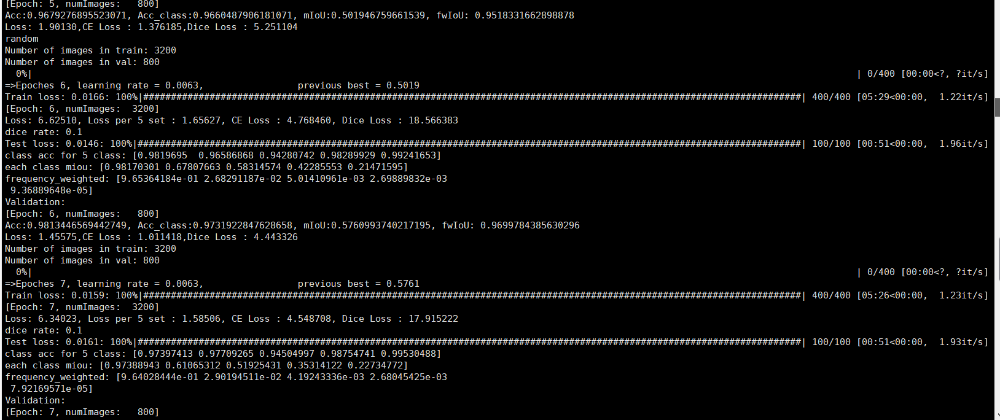 [Epoch: 5, numImages:   800]
Acc:0.9679276895523071, Acc_class:0.9660487906181071, mIoU:0.501946759661539, fwIoU: 0.9518331662898878
Loss: 1.90130,CE Loss : 1.376185,Dice Loss : 5.251104
random
Number of images in train: 3200
Number of images in val: 800
  0%|                                                                 | 0/400 [00:00<?, ?it/s]
=>Epoches 6, learning rate = 0.0063,                 previous best = 0.5019
Train loss: 0.0166: 100%|#######################################################################################################################| 400/400 [05:29<00:00,  1.22it/s]
[Epoch: 6, numImages:  3200]
Loss: 6.62510, Loss per 5 set : 1.65627, CE Loss : 4.768460, Dice Loss : 18.566383
dice rate: 0.1
Test loss: 0.0146: 100%|########################################################################################################################| 100/100 [00:51<00:00,  1.96it/s]
class acc for 5 class: [0.9819695  0.96586868 0.94280742 0.98289929 0.99241653]
each class miou: [0.98170301 0.67807663 0.58314574 0.42285553 0.21471595]
frequency_weighted: [9.65364184e-01 2.68291187e-02 5.01410961e-03 2.69889832e-03
 9.36889648e-05]
Validation:
[Epoch: 6, numImages:   800]
Acc:0.9813446569442749, Acc_class:0.9731922847628658, mIoU:0.5760993740217195, fwIoU: 0.9699784385630296
Loss: 1.45575,CE Loss : 1.011418,Dice Loss : 4.443326
Number of images in train: 3200
Number of images in val: 800
  0%|                                                                 | 0/400 [00:00<?, ?it/s]
=>Epoches 7, learning rate = 0.0063,                 previous best = 0.5761
Train loss: 0.0159: 100%|#######################################################################################################################| 400/400 [05:26<00:00,  1.23it/s]
[Epoch: 7, numImages:  3200]
Loss: 6.34023, Loss per 5 set : 1.58506, CE Loss : 4.548708, Dice Loss : 17.915222
dice rate: 0.1
Test loss: 0.0161: 100%|########################################################################################################################| 100/100 [00:51<00:00,  1.93it/s]
class acc for 5 class: [0.97397413 0.97709265 0.94504997 0.98754741 0.99530488]
each class miou: [0.97388943 0.61065312 0.51925431 0.35314122 0.22734772]
frequency_weighted: [9.64028444e-01 2.90194511e-02 4.19243336e-03 2.68045425e-03
 7.92169571e-05]
Validation:
[Epoch: 7, numImages:   800]